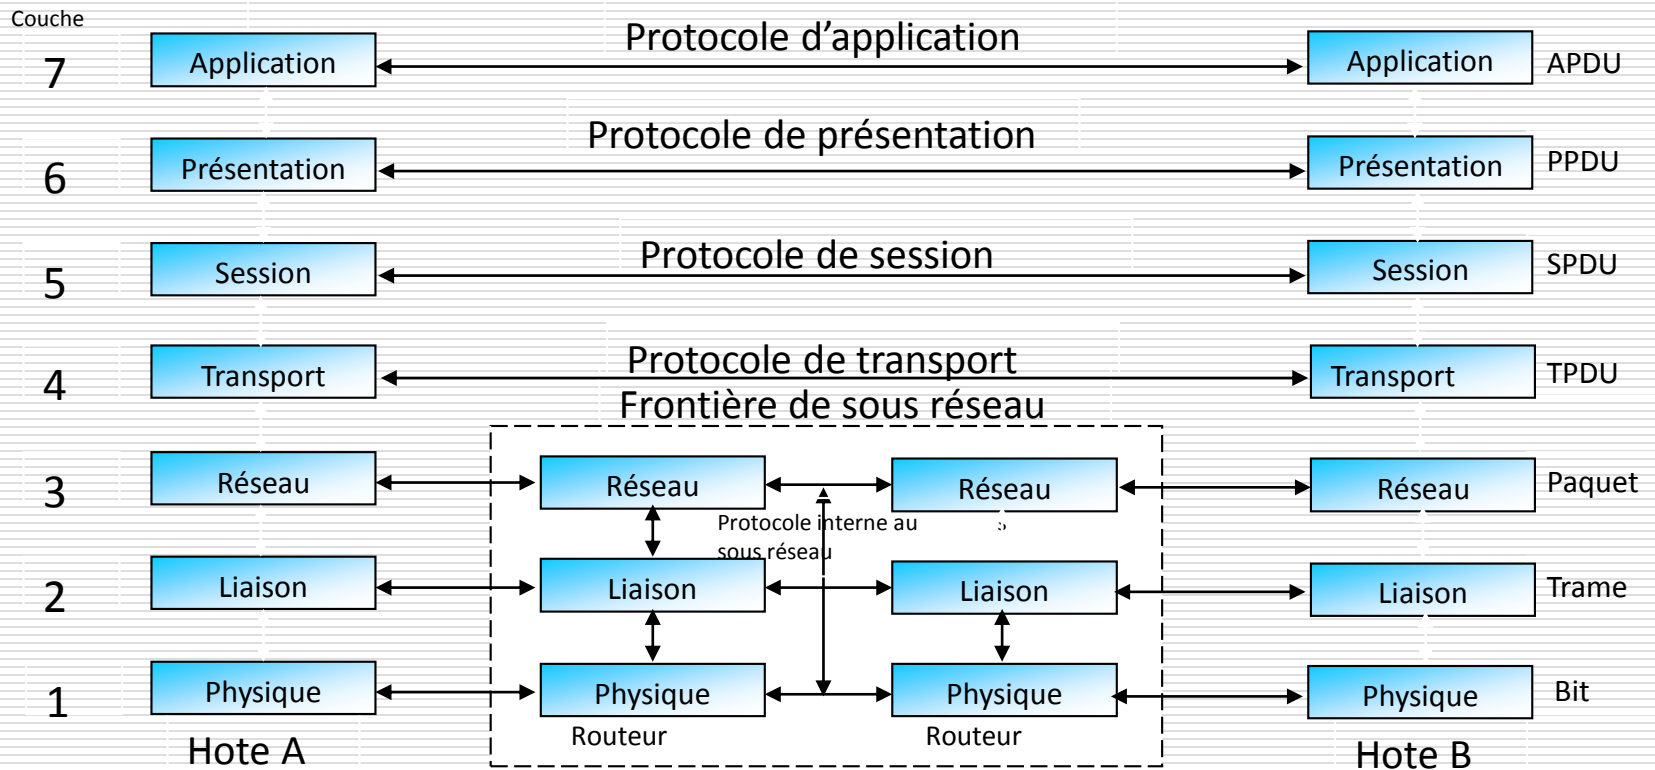 Couche
Protocole d’application
7
Application
Application
APDU
Protocole de présentation
6
Présentation
Présentation
PPDU
Protocole de session
5
Session
Session
SPDU
Protocole de transport
4
Transport
Transport
TPDU
Frontière de sous réseau
3
Réseau
Réseau
Réseau
Réseau
Paquet
Protocole interne au
sous réseau
2
Liaison
Liaison
Liaison
Liaison
Trame
1
Physique
Physique
Physique
Physique
Bit
Hote A
Routeur
Routeur
Hote B